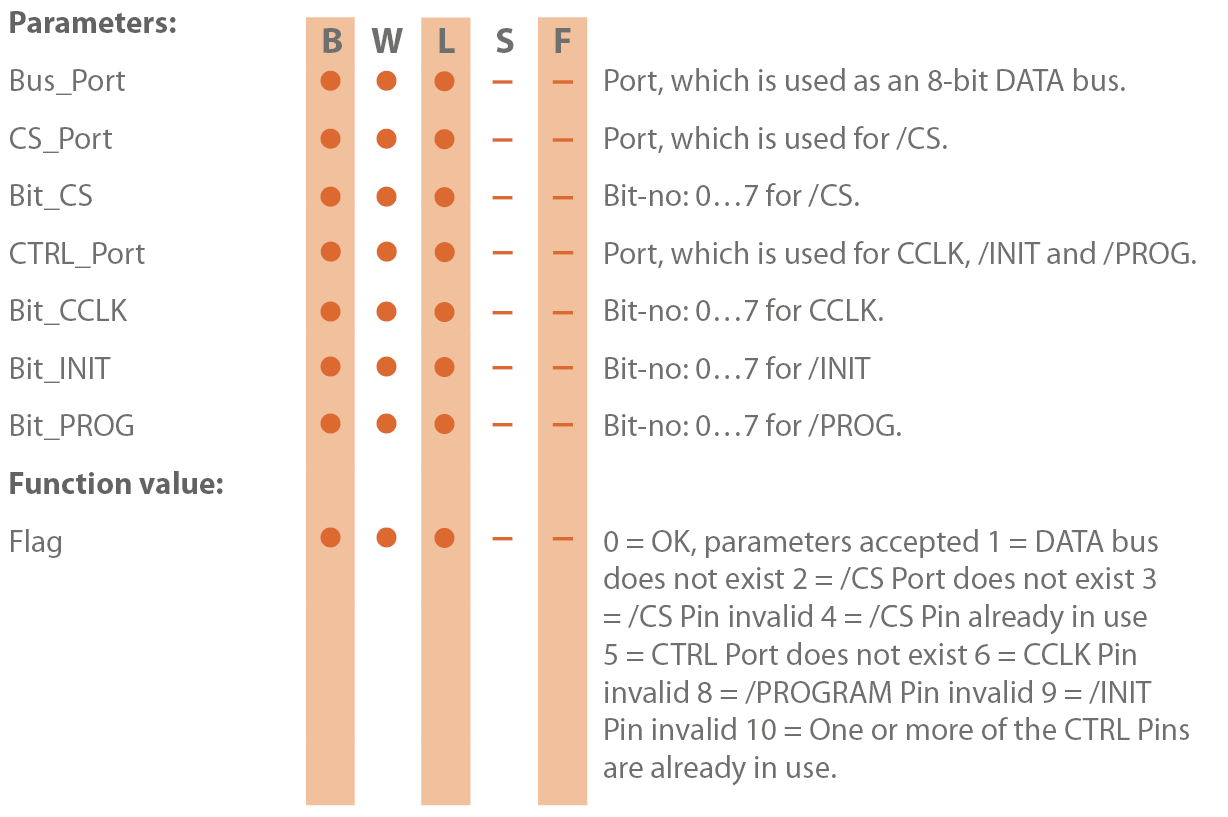 Parameters:
B W L S F
Bus_Port ● ● ● – – Port, which is used as an 8-bit DATA bus.
CS_Port ● ● ● – – Port, which is used for /CS.
Bit_CS ● ● ● – – Bit-no: 0…7 for /CS.
CTRL_Port ● ● ● – – Port, which is used for CCLK, /INIT and /PROG.
Bit_CCLK ● ● ● – – Bit-no: 0…7 for CCLK.
Bit_INIT ● ● ● – – Bit-no: 0…7 for /INIT
Bit_PROG ● ● ● – – Bit-no: 0…7 for /PROG.
Function value:
Flag ● ● ● – – 0 = OK, parameters accepted 1 = DATA bus
does not exist 2 = /CS Port does not exist 3
= /CS Pin invalid 4 = /CS Pin already in use
5 = CTRL Port does not exist 6 = CCLK Pin
invalid 8 = /PROGRAM Pin invalid 9 = /INIT
Pin invalid 10 = One or more of the CTRL Pins
are already in use.